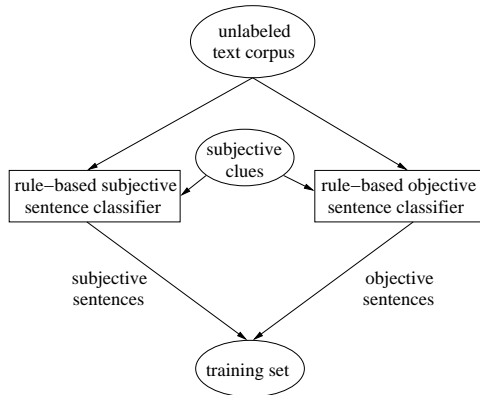 unlabeled
text corpus
subjective
clues
rule−based subjective
sentence classifier
rule−based objective
sentence classifier
subjective
sentences
objective
sentences
training set